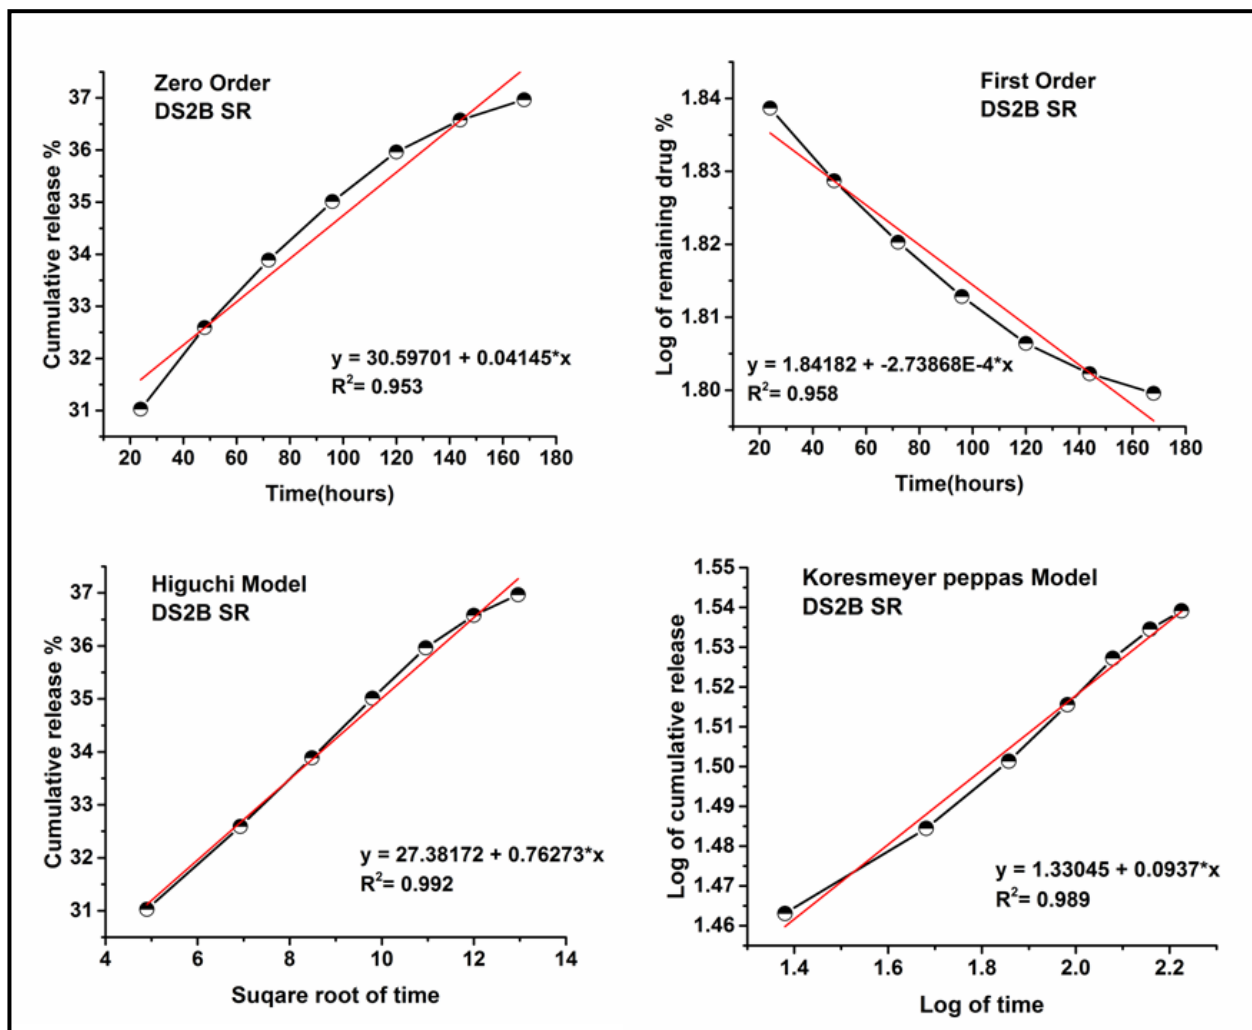 Zero Order
DS2B SR
Cumulative release %
37
36
35
34
33
32
31
20 40 60 80 100 120 140 160 180
Time(hours)
y = 30.59701 + 0.04145*x
R²= 0.953
First Order
DS2B SR
Log of remaining drug %
1.84
1.83
1.82
1.81
1.80
20 40 60 80 100 120 140 160 180
Time(hours)
y = 1.84182 + -2.73868E-4*x
R²= 0.958
Higuchi Model
DS2B SR
Cumulative release %
37
36
35
34
33
32
31
4 6 8 10 12 14
Suqare root of time
y = 27.38172 + 0.76273*x
R²= 0.992
Koresmeyer peppas Model
DS2B SR
Log of cumulative release
1.55
1.54
1.53
1.52
1.51
1.50
1.49
1.48
1.47
1.46
1.4 1.6 1.8 2.0 2.2
Log of time
y = 1.33045 + 0.0937*x
R²= 0.989